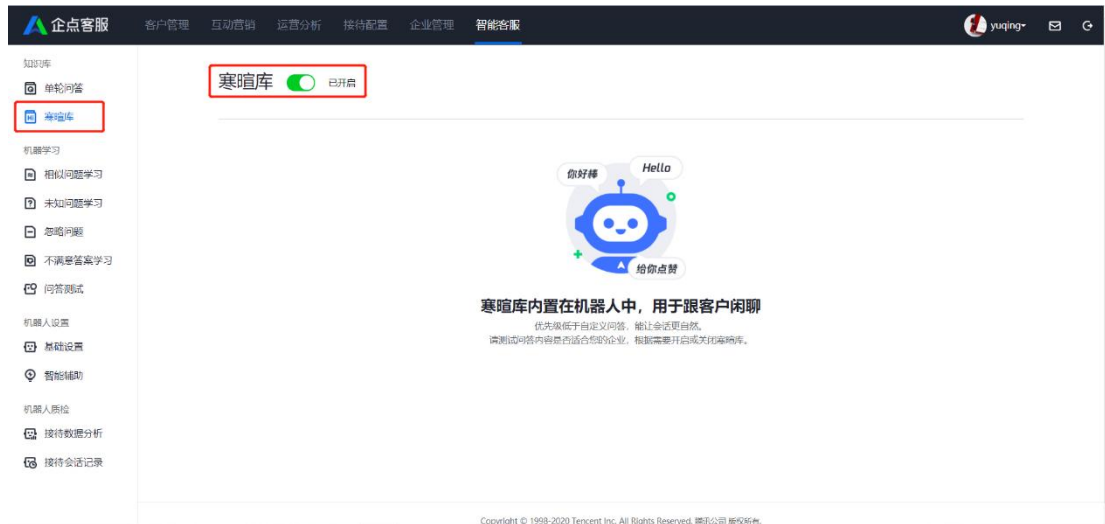 企点客服 客户管理 互动营销 运营分析 接待配置 企业管理 智能客服 yuqing
知识库
单轮问答
寒暄库
机器学习
相似问题学习
未知问题学习
忽略问题
不满意答案学习
问答测试
机器人设置
基础设置
智能辅助
机器人质检
接待数据分析
接待会话记录
寒暄库 已开启
你好棒
Hello
给你点赞
寒暄库内置在机器人中，用于跟客户闲聊
优先级低于自定义问答，能让会话更自然。
请测试问答内容是否适合您的企业，根据需要开启或关闭寒暄库。
Copyright © 1998-2020 Tencent Inc. All Rights Reserved. 腾讯公司 版权所有.